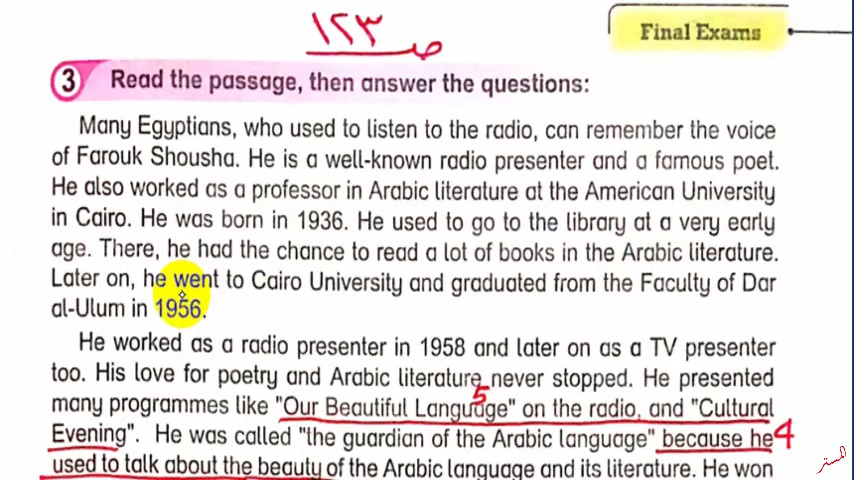 ص ١٢٣
Final Exams
3 Read the passage, then answer the questions:
Many Egyptians, who used to listen to the radio, can remember the voice
of Farouk Shousha. He is a well-known radio presenter and a famous poet.
He also worked as a professor in Arabic literature at the American University
in Cairo. He was born in 1936. He used to go to the library at a very early
age. There, he had the chance to read a lot of books in the Arabic literature.
Later on, he went to Cairo University and graduated from the Faculty of Dar
al-Ulum in 1956.
He worked as a radio presenter in 1958 and later on as a TV presenter
too. His love for poetry and Arabic literature never stopped. He presented
5
many programmes like "Our Beautiful Language" on the radio, and "Cultural
Evening". He was called "the guardian of the Arabic language" because he 4
used to talk about the beauty of the Arabic language and its literature. He won